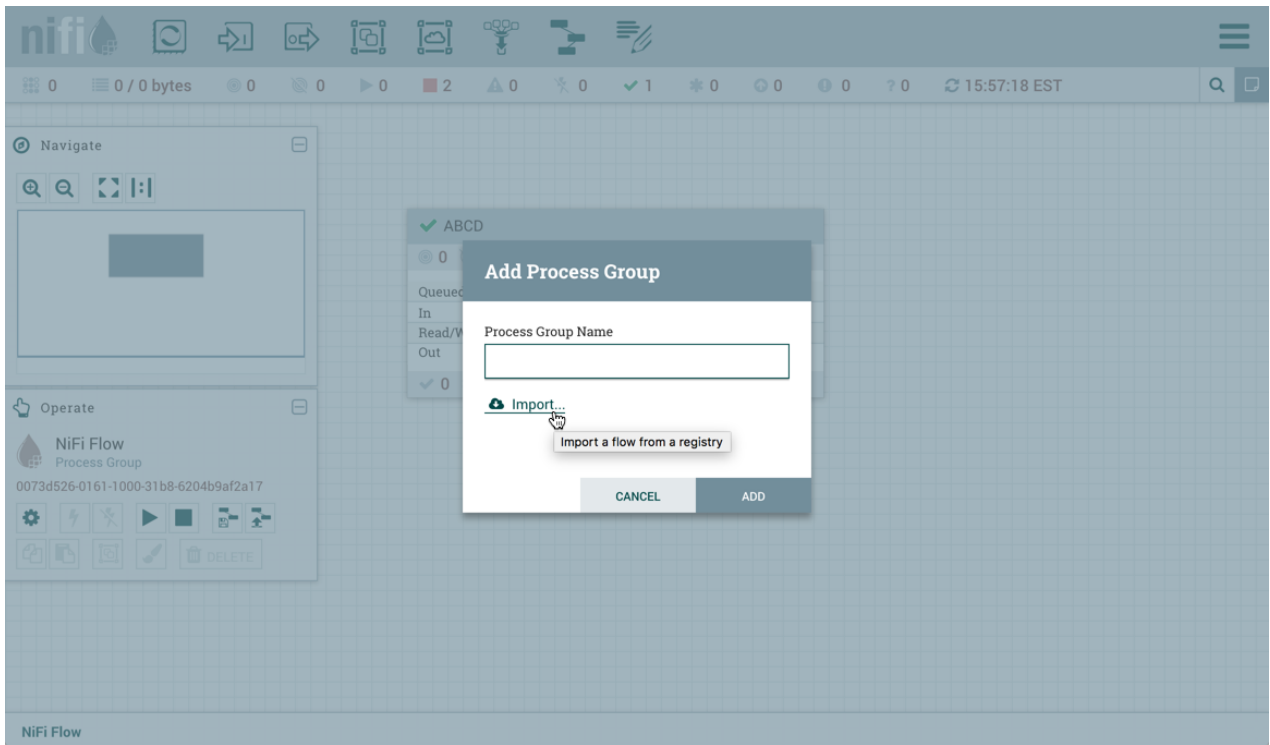 nifi
0
0 / 0 bytes
0
0
0
2
0
0
1
0
0
0
? 0
15:57:18 EST
Navigate
ABCD
0
Add Process Group
Queued
In
Read/W
Out
0
Process Group Name
Import...
Import a flow from a registry
CANCEL
ADD
Operate
NiFi Flow
Process Group
0073d526-0161-1000-31b8-6204b9af2a17
DELETE
NiFi Flow